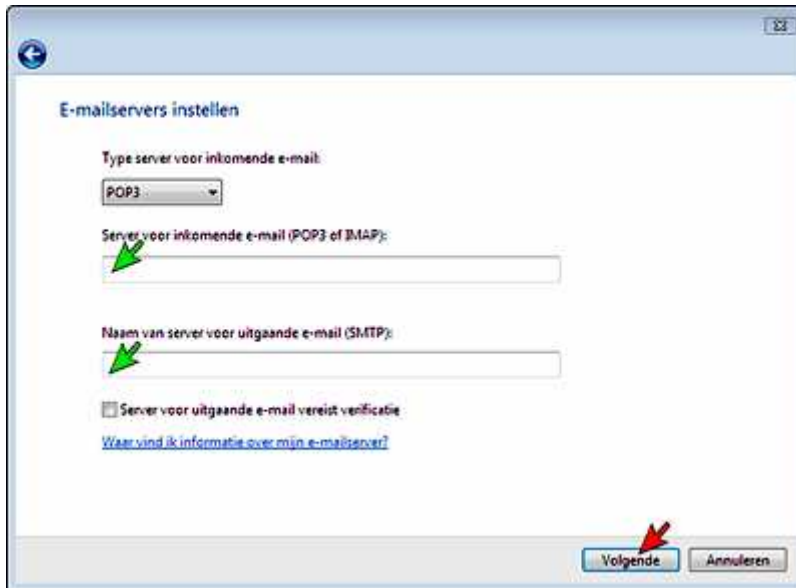 E-mailservers instellen
Type server voor inkomende e-mail:
POP3
Server voor inkomende e-mail (POP3 of IMAP):
Naam van server voor uitgaande e-mail (SMTP):
Server voor uitgaande e-mail vereist verificatie
Waar vind ik informatie over mijn e-mailserver?
Volgende
Annuleren